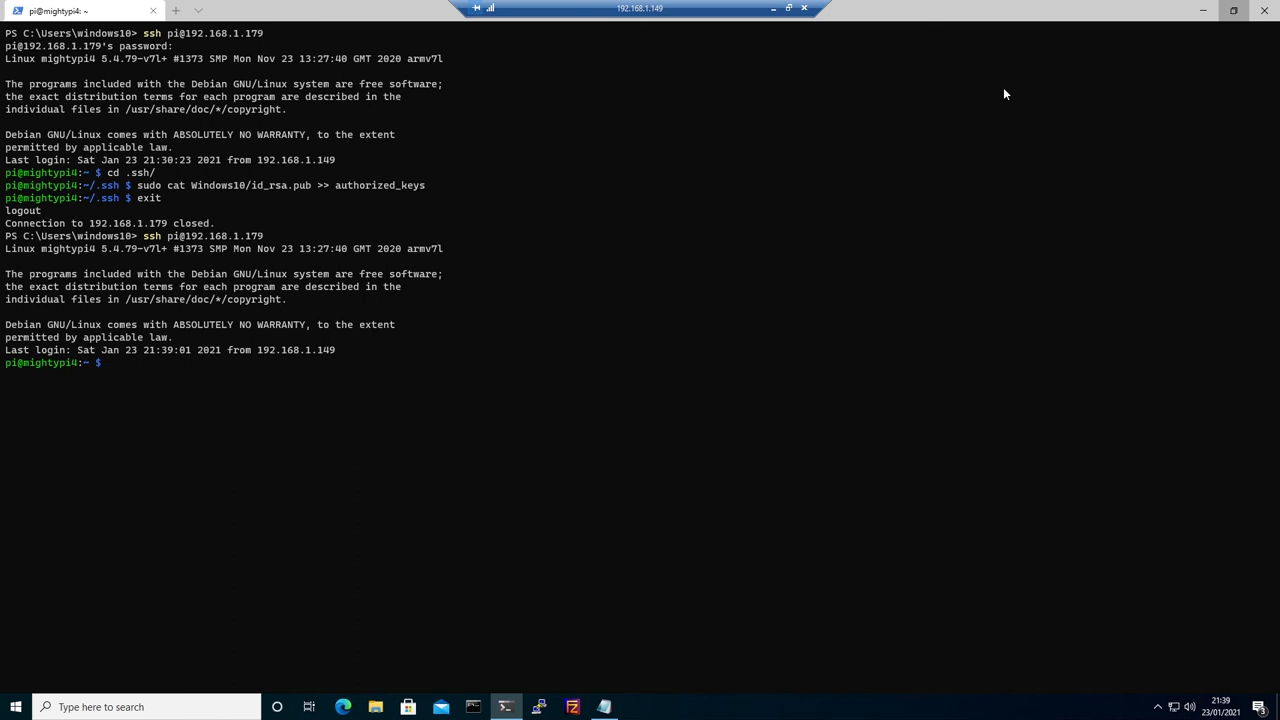 pi@mightypi4: ~
192.168.1.149
PS C:\Users\windows10> ssh pi@192.168.1.179
pi@192.168.1.179's password:
Linux mightypi4 5.4.79-v7l+ #1373 SMP Mon Nov 23 13:27:40 GMT 2020 armv7l
The programs included with the Debian GNU/Linux system are free software;
the exact distribution terms for each program are described in the
individual files in /usr/share/doc/*/copyright.
Debian GNU/Linux comes with ABSOLUTELY NO WARRANTY, to the extent
permitted by applicable law.
Last login: Sat Jan 23 21:30:23 2021 from 192.168.1.149
pi@mightypi4:~ $ cd .ssh/
pi@mightypi4:~/.ssh $ sudo cat Windows10/id_rsa.pub >> authorized_keys
pi@mightypi4:~/.ssh $ exit
logout
Connection to 192.168.1.179 closed.
PS C:\Users\windows10> ssh pi@192.168.1.179
Linux mightypi4 5.4.79-v7l+ #1373 SMP Mon Nov 23 13:27:40 GMT 2020 armv7l
The programs included with the Debian GNU/Linux system are free software;
the exact distribution terms for each program are described in the
individual files in /usr/share/doc/*/copyright.
Debian GNU/Linux comes with ABSOLUTELY NO WARRANTY, to the extent
permitted by applicable law.
Last login: Sat Jan 23 21:39:01 2021 from 192.168.1.149
pi@mightypi4:~ $
Type here to search
21:39
23/01/2021
3